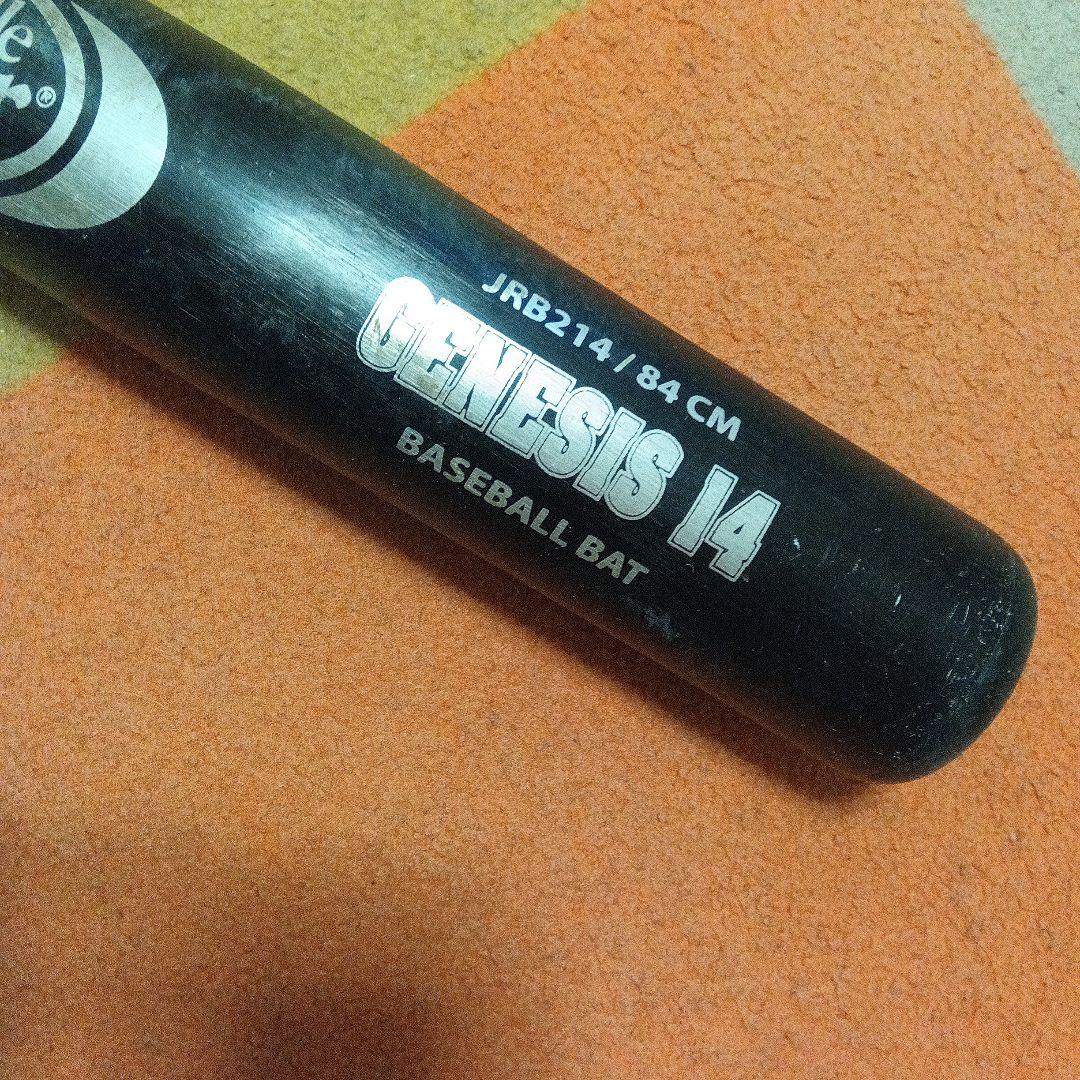 JRB214 / 84 CM
GENESIS 14
BASEBALL BAT
®